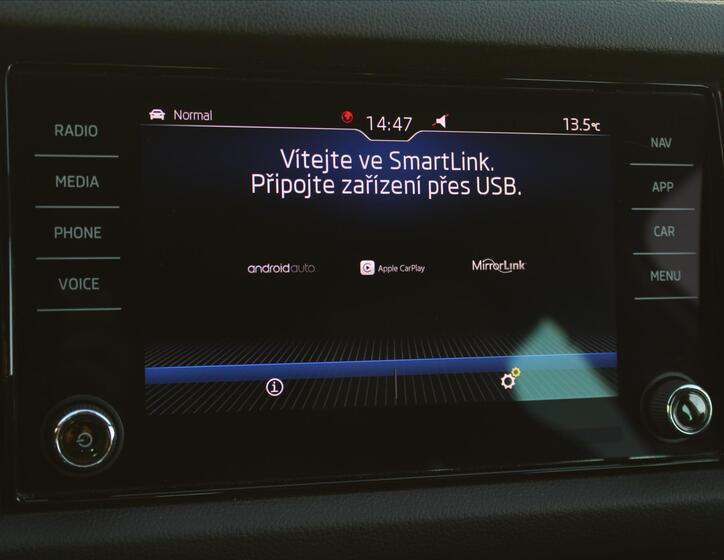 RADIO
MEDIA
PHONE
VOICE
Normal
14:47
13.5℃
Vítejte ve SmartLink.
Připojte zařízení přes USB.
androidauto
Apple CarPlay
MirrorLink
NAV
APP
CAR
MENU